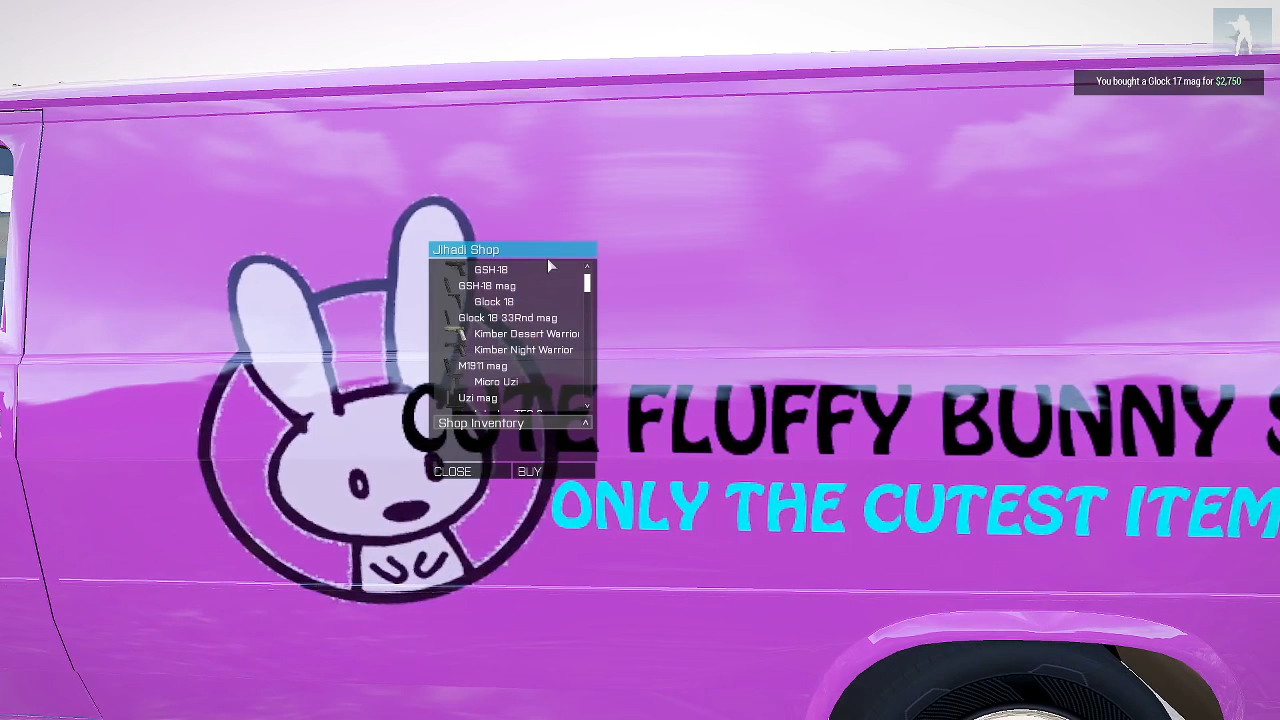 You bought a Glock 17 mag for $2,750
Jihadi Shop
GSH-18
GSH-18 mag
Glock 18
Glock 18 33Rnd mag
Kimber Desert Warrior
Kimber Night Warrior
M1911 mag
Micro Uzi
Uzi mag
Shop Inventory
CLOSE
BUY
CUTE FLUFFY BUNNY S
ONLY THE CUTEST ITEM